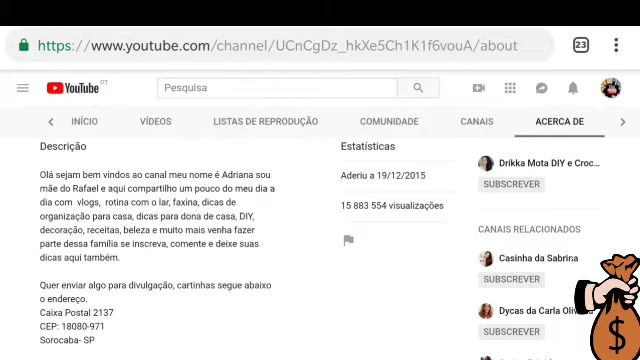 https://www.youtube.com/channel/UCnCgDz_hkXe5Ch1K1f6vouA/about
23
YouTube PT
Pesquisa
INÍCIO VÍDEOS LISTAS DE REPRODUÇÃO COMUNIDADE CANAIS ACERCA DE
Descrição
Olá sejam bem vindos ao canal meu nome é Adriana sou
mãe do Rafael e aqui compartilho um pouco do meu dia a
dia com vlogs, rotina com o lar, faxina, dicas de
organização para casa, dicas para dona de casa, DIY,
decoração, receitas, beleza e muito mais venha fazer
parte dessa família se inscreva, comente e deixe suas
dicas aqui também.
Quer enviar algo para divulgação, cartinhas segue abaixo
o endereço.
Caixa Postal 2137
CEP: 18080-971
Sorocaba- SP
Estatísticas
Aderiu a 19/12/2015
15 883 554 visualizações
Drikka Mota DIY e Croc...
SUBSCREVER
CANAIS RELACIONADOS
Casinha da Sabrina
SUBSCREVER
Dycas da Carla
SUBSCREVER
$